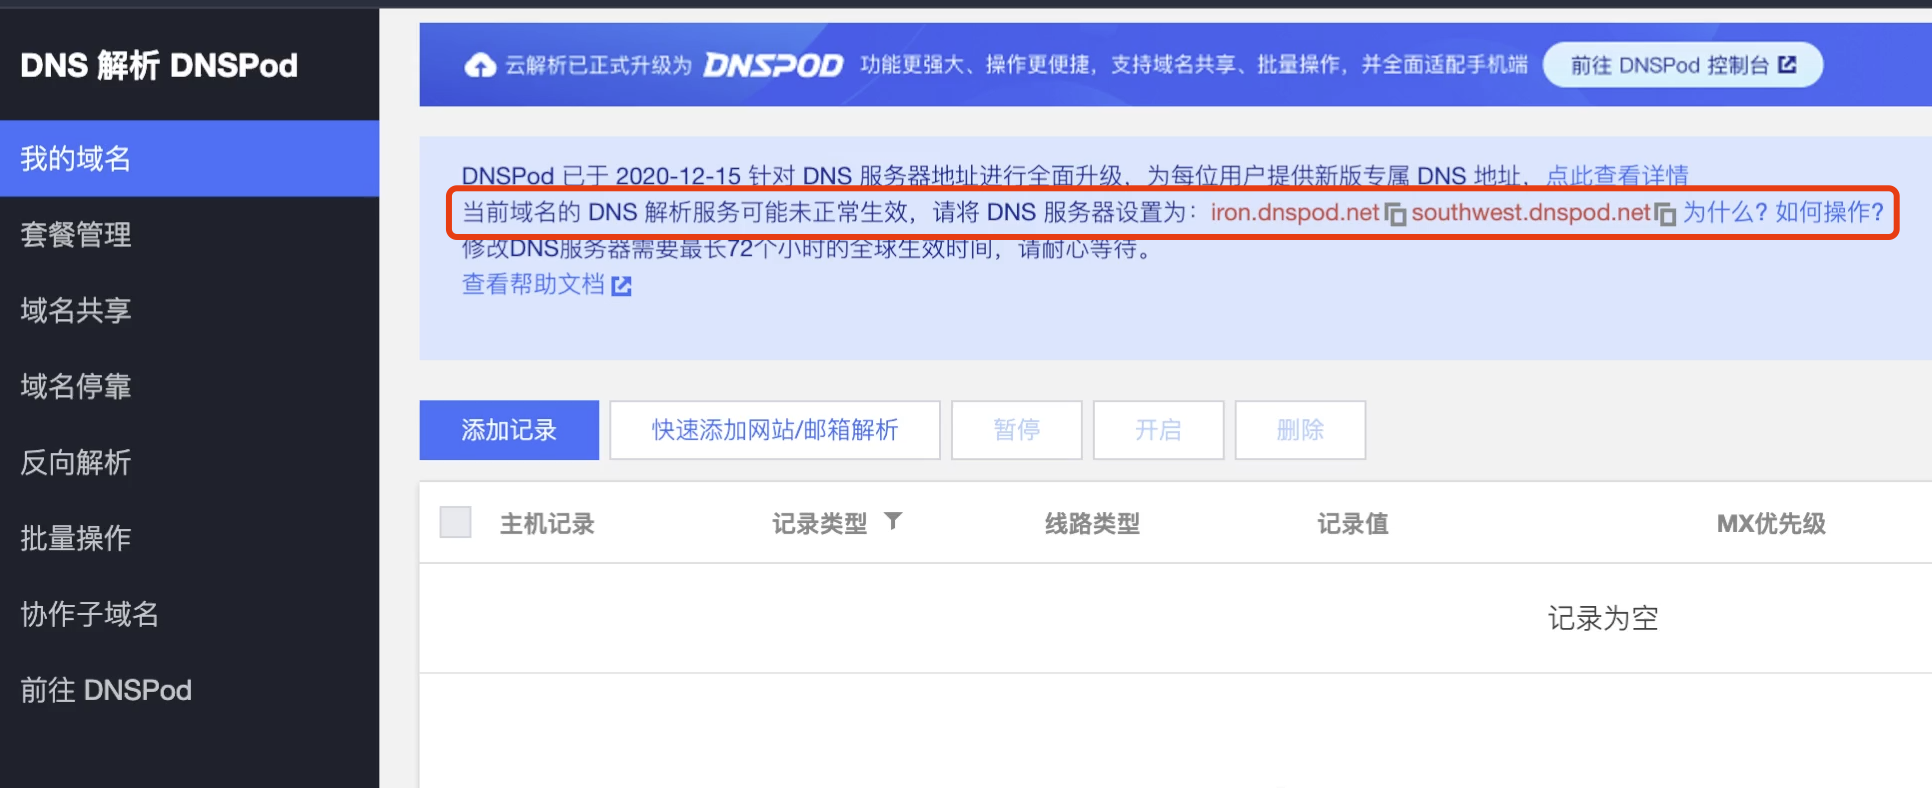 DNS 解析 DNSPod
我的域名
套餐管理
域名共享
域名停靠
反向解析
批量操作
协作子域名
前往 DNSPod
云解析已正式升级为 DNSPOD 功能更强大、操作更便捷，支持域名共享、批量操作，并全面适配手机端 前往 DNSPod 控制台
DNSPod 已于 2020-12-15 针对 DNS 服务器地址进行全面升级，为每位用户提供新版专属 DNS 地址，点此查看详情
当前域名的 DNS 解析服务可能未正常生效，请将 DNS 服务器设置为：iron.dnspod.net southwest.dnspod.net 为什么？如何操作？
修改DNS服务器需要最长72个小时的全球生效时间，请耐心等待。
查看帮助文档
添加记录 快速添加网站/邮箱解析 暂停 开启 删除
主机记录 记录类型 线路类型 记录值 MX优先级
记录为空